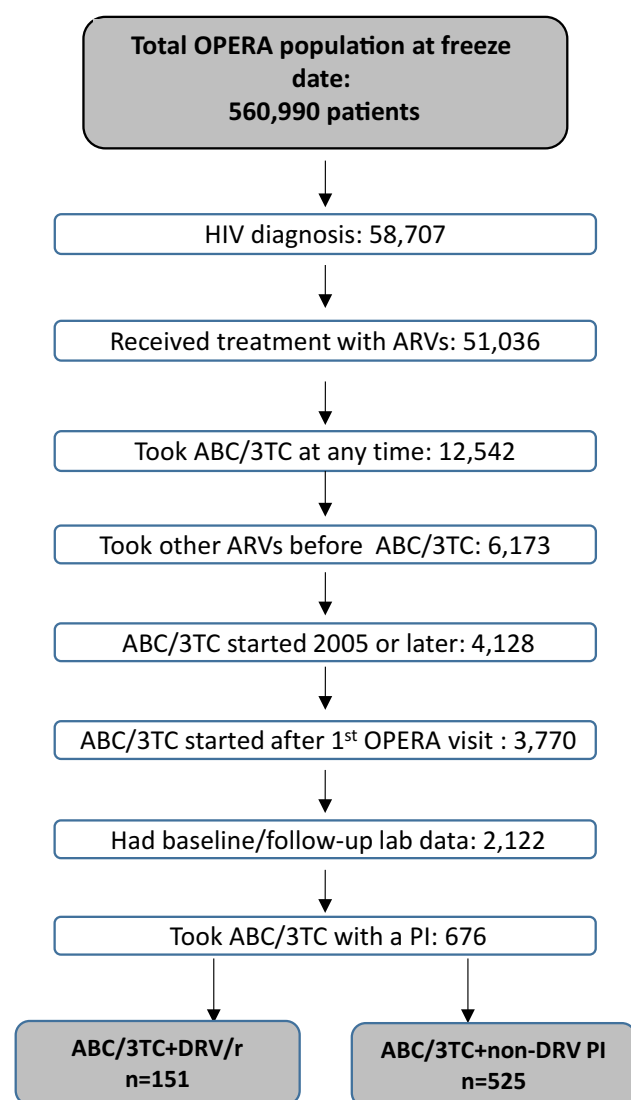 Total OPERA population at freeze
date:
560,990 patients
HIV diagnosis: 58,707
Received treatment with ARVs: 51,036
Took ABC/3TC at any time: 12,542
Took other ARVs before ABC/3TC: 6,173
ABC/3TC started 2005 or later: 4,128
ABC/3TC started after 1st OPERA visit : 3,770
Had baseline/follow-up lab data: 2,122
Took ABC/3TC with a PI: 676
ABC/3TC+DRV/r
n=151
ABC/3TC+non-DRV PI
n=525